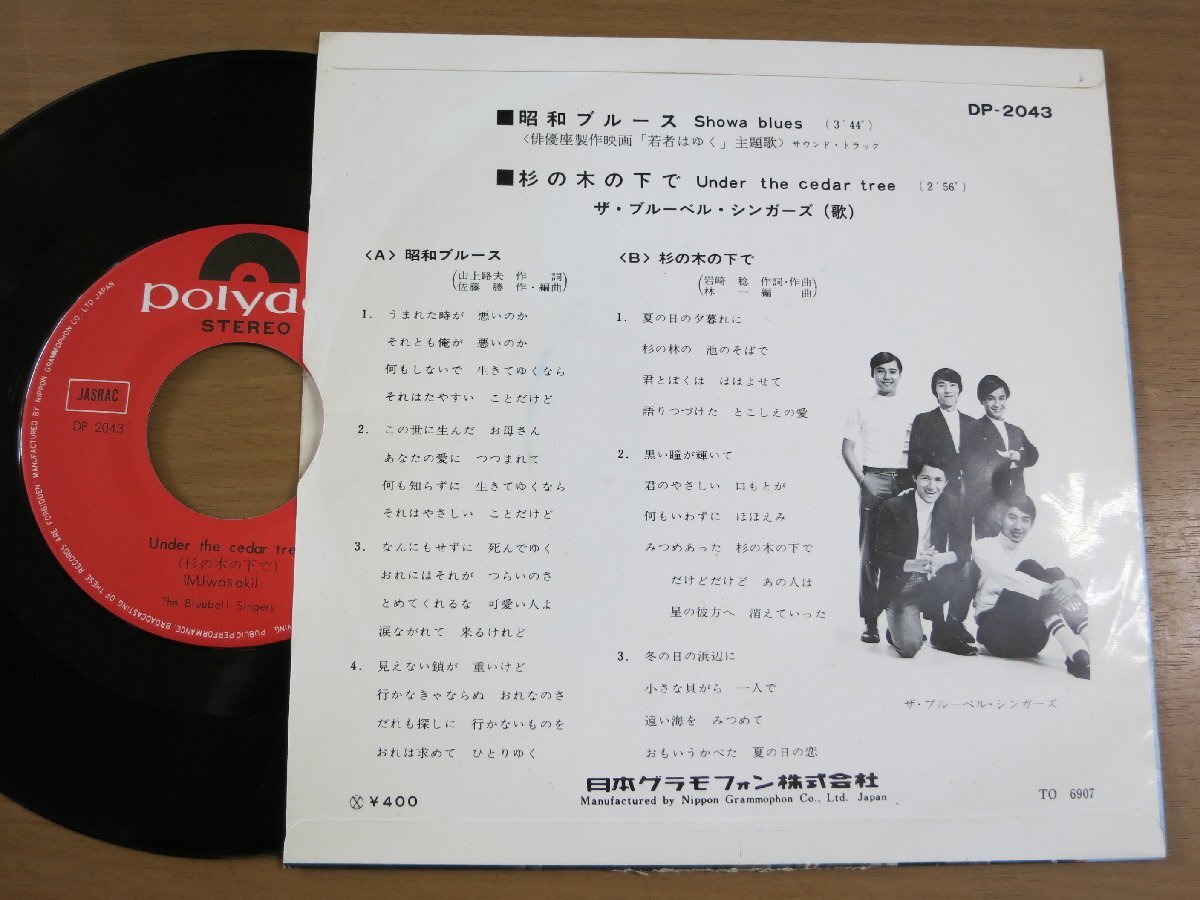 DP-2043
■昭和ブルース Showa blues (3'44")
〈俳優座製作映画「若者はゆく」主題歌〉サウンド・トラック
■杉の木の下で Under the cedar tree (2'56")
ザ・ブルーベル・シンガーズ(歌)
〈A〉昭和ブルース
(山上路夫 作 詞)
(佐藤 勝 作・編曲)
1. うまれた時が 悪いのか
それとも俺が 悪いのか
何もしないで 生きてゆくなら
それはたやすい ことだけど
2. この世に生んだ お母さん
あなたの愛に つつまれて
何も知らずに 生きてゆくなら
それはやさしい ことだけど
3. なんにもせずに 死んでゆく
おれにはそれが つらいのさ
とめてくれるな 可愛い人よ
涙ながれて 来るけれど
4. 見えない鎖が 重いけど
行かなきゃならぬ おれなのさ
だれも探しに 行かないものを
おれは求めて ひとりゆく
〈B〉杉の木の下で
(岩崎 稔 作詞・作曲)
(林 一 編 曲)
1. 夏の日の夕暮れに
杉の林の 池のそばで
君とぼくは ほほよせて
語りつづけた とこしえの愛
2. 黒い瞳が輝いて
君のやさしい 口もとが
何もいわずに ほほえみ
みつめあった 杉の木の下で
だけどだけど あの人は
星の彼方へ 消えていった
3. 冬の日の浜辺に
小さな貝がら 一人で
遠い海を みつめて
おもいうかべた 夏の日の恋
ザ・ブルーベル・シンガーズ
日本グラモフォン株式会社
Manufactured by Nippon Grammophon Co., Ltd. Japan
¥400
TO 6907
polydo
STEREO
JASRAC
DP 2043
Under the cedar tre
(杉の木の下で)
(M.Iwasaki)
The Bluebell Singers
PUBLIC PERFORMANCE BROADCASTING OF THESE RECORDS ARE FORBIDDEN. MANUFACTURED BY NIPPON GRAMMOPHON CO., LTD. JAPAN